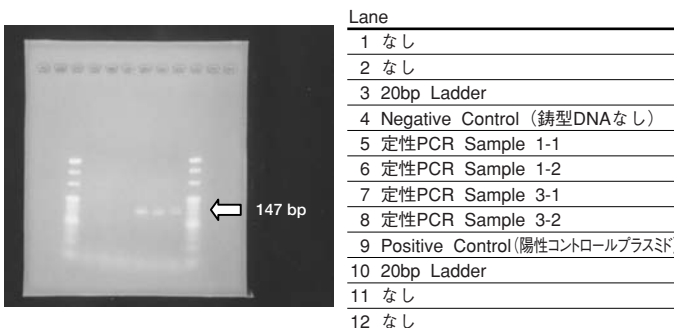 147 bp
Lane
1 なし
2 なし
3 20bp Ladder
4 Negative Control（鋳型DNAなし）
5 定性PCR Sample 1-1
6 定性PCR Sample 1-2
7 定性PCR Sample 3-1
8 定性PCR Sample 3-2
9 Positive Control（陽性コントロールプラスミド）
10 20bp Ladder
11 なし
12 なし